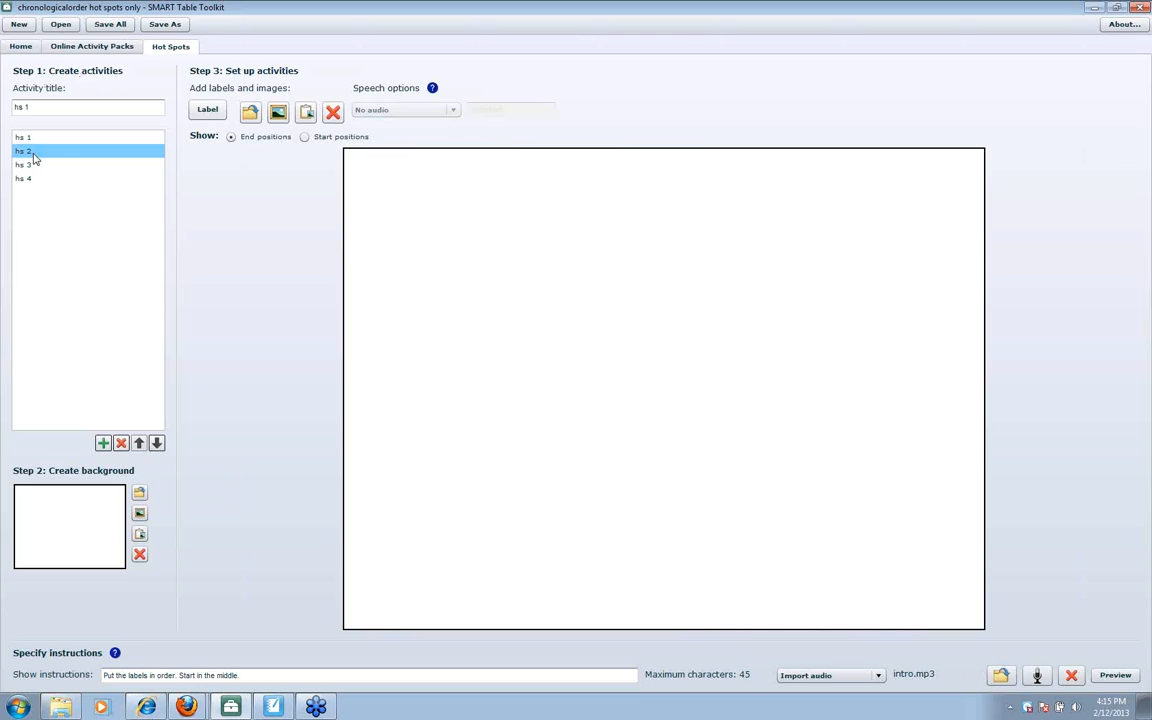 chronologicalorder hot spots only - SMART Table Toolkit
New
Open
Save All
Save As
About...
Home
Online Activity Packs
Hot Spots
Step 1: Create activities
Activity title:
hs 1
hs 1
hs 2
hs 3
hs 4
Step 2: Create background
Step 3: Set up activities
Add labels and images:
Speech options
?
Label
No audio
Show:
End positions
Start positions
Specify instructions
?
Show instructions:
Put the labels in order. Start in the middle.
Maximum characters: 45
Import audio
intro.mp3
Preview
4:15 PM
2/12/2013